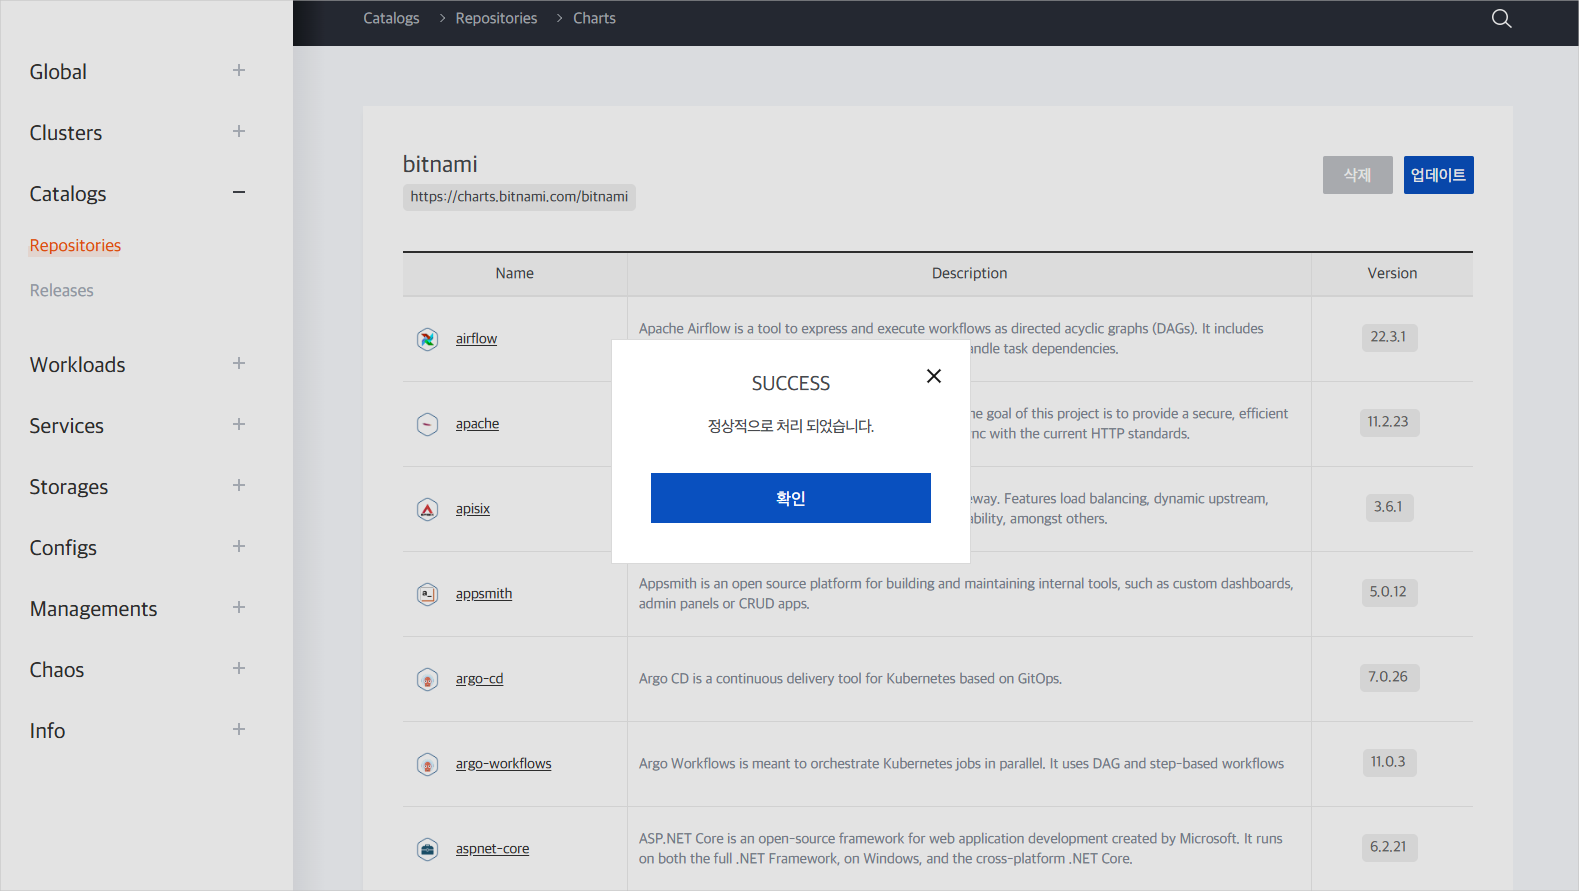 Global
Clusters
Catalogs
Repositories
Releases
Workloads
Services
Storages
Configs
Managements
Chaos
Info
Catalogs > Repositories > Charts
bitnami
https://charts.bitnami.com/bitnami
삭제
업데이트
Name Description Version
airflow
Apache Airflow is a tool to express and execute workflows as directed acyclic graphs (DAGs). It includes
task dependencies.
22.3.1
apache
goal of this project is to provide a secure, efficient
with the current HTTP standards.
11.2.23
apisix
Features load balancing, dynamic upstream,
amongst others.
3.6.1
SUCCESS
정상적으로 처리 되었습니다.
확인
appsmith
Appsmith is an open source platform for building and maintaining internal tools, such as custom dashboards,
admin panels or CRUD apps.
5.0.12
argo-cd
Argo CD is a continuous delivery tool for Kubernetes based on GitOps.
7.0.26
argo-workflows
Argo Workflows is meant to orchestrate Kubernetes jobs in parallel. It uses DAG and step-based workflows
11.0.3
aspnet-core
ASP.NET Core is an open-source framework for web application development created by Microsoft. It runs
on both the full .NET Framework, on Windows, and the cross-platform .NET Core.
6.2.21